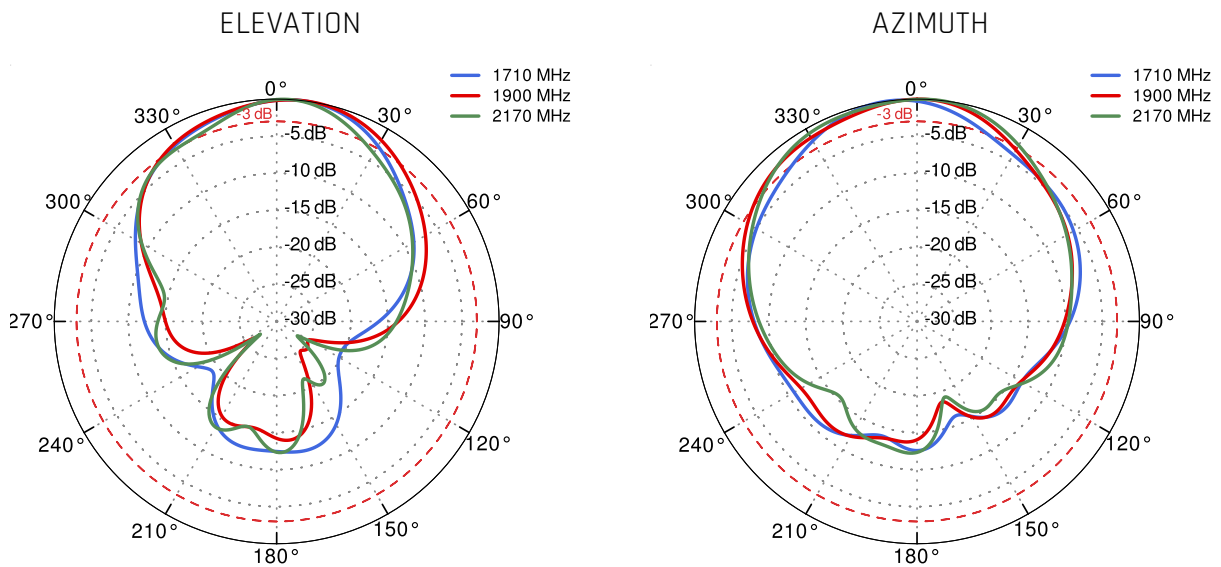 ELEVATION
1710 MHz
1900 MHz
2170 MHz
0°
330°
-3 dB
30°
-5 dB
-10 dB
300°
60°
-15 dB
-20 dB
-25 dB
270°
-30 dB
90°
240°
120°
210°
150°
180°
AZIMUTH
1710 MHz
1900 MHz
2170 MHz
0°
330°
-3 dB
30°
-5 dB
-10 dB
300°
60°
-15 dB
-20 dB
-25 dB
270°
-30 dB
90°
240°
120°
210°
150°
180°